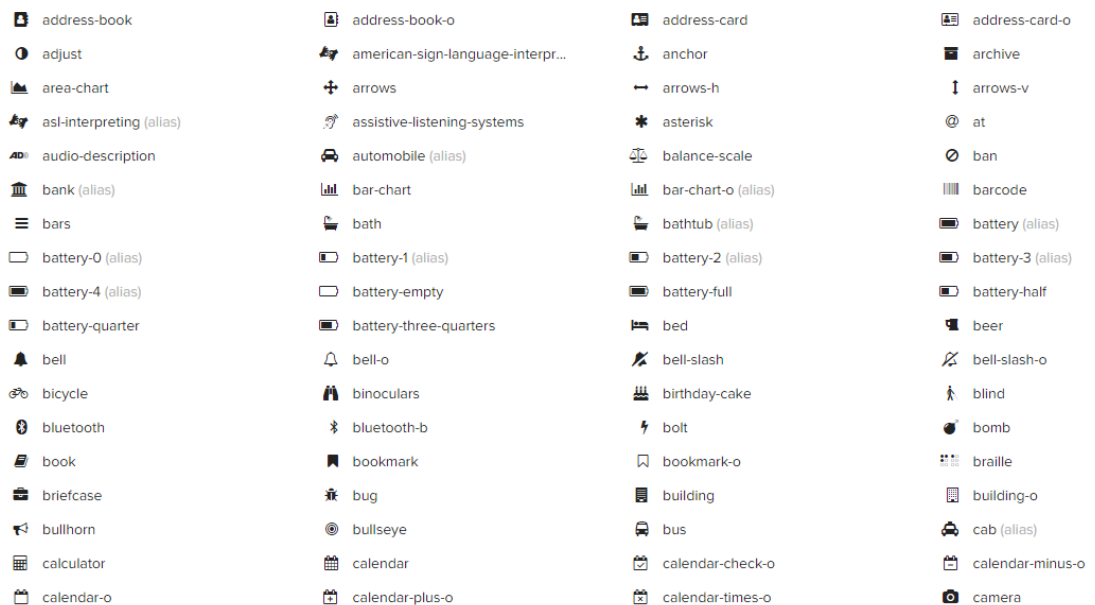 address-book address-book-o address-card address-card-o
adjust american-sign-language-interpr... anchor archive
area-chart arrows arrows-h arrows-v
asl-interpreting (alias) assistive-listening-systems asterisk at
audio-description automobile (alias) balance-scale ban
bank (alias) bar-chart bar-chart-o (alias) barcode
bars bath bathtub (alias) battery (alias)
battery-0 (alias) battery-1 (alias) battery-2 (alias) battery-3 (alias)
battery-4 (alias) battery-empty battery-full battery-half
battery-quarter battery-three-quarters bed beer
bell bell-o bell-slash bell-slash-o
bicycle binoculars birthday-cake blind
bluetooth bluetooth-b bolt bomb
book bookmark bookmark-o braille
briefcase bug building building-o
bullhorn bullseye bus cab (alias)
calculator calendar calendar-check-o calendar-minus-o
calendar-o calendar-plus-o calendar-times-o camera